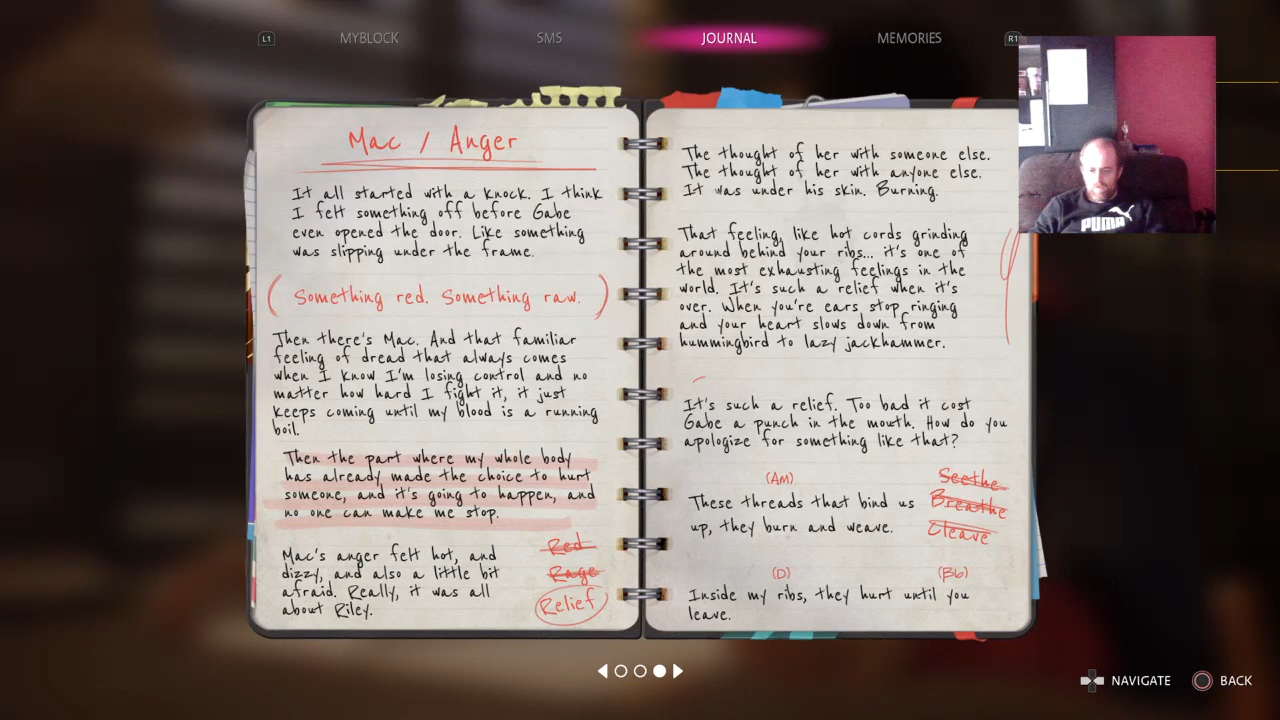 L1
MYBLOCK
SMS
JOURNAL
MEMORIES
R1
Mac / Anger
It all started with a knock. I think
I felt something off before Gabe
even opened the door. Like something
was slipping under the frame.
(Something red. Something raw.)
Then there's Mac. And that familiar
feeling of dread that always comes
when I know I'm losing control and no
matter how hard I fight it, it just
keeps coming until my blood is a running
boil.
Then the part where my whole body
has already made the choice to hurt
someone, and it's going to happen, and
no one can make me stop.
Mac's anger felt hot, and
dizzy, and also a little bit
afraid. Really, it was all
about Riley.
Red
Rage
Relief
The thought of her with someone else.
The thought of her with anyone else.
It was under his skin. Burning.
That feeling, like hot cords grinding
around behind your ribs... it's one of
the most exhausting feelings in the
world. It's such a relief when it's
over. When you're ears stop ringing
and your heart slows down from
hummingbird to lazy jackhammer.
It's such a relief. Too bad it cost
Gabe a punch in the mouth. How do you
apologize for something like that?
(Am)
These threads that bind us
up, they burn and weave.
Seethe
Breathe
Cleave
(D)
(Bb)
Inside my ribs, they hurt until you
leave.
PUMA
NAVIGATE
BACK